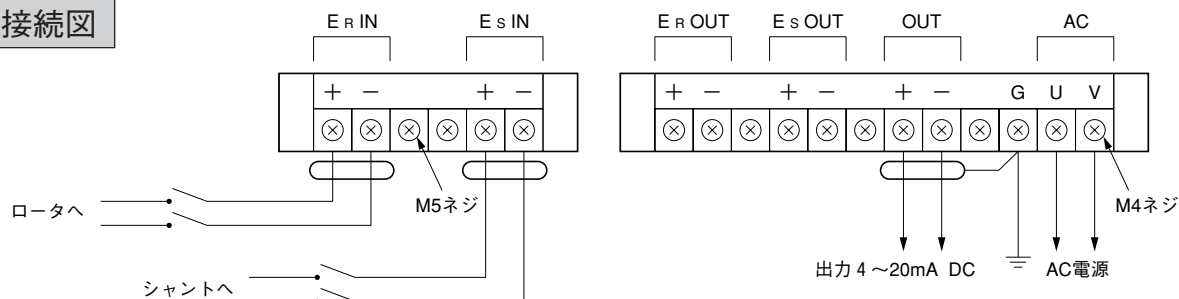 接続図
ER IN
ES IN
ER OUT
ES OUT
OUT
AC
+ − + −
+ − + − + − G U V
M5ネジ
M4ネジ
ロータへ
シャントへ
出力 4 ～20mA DC
AC電源